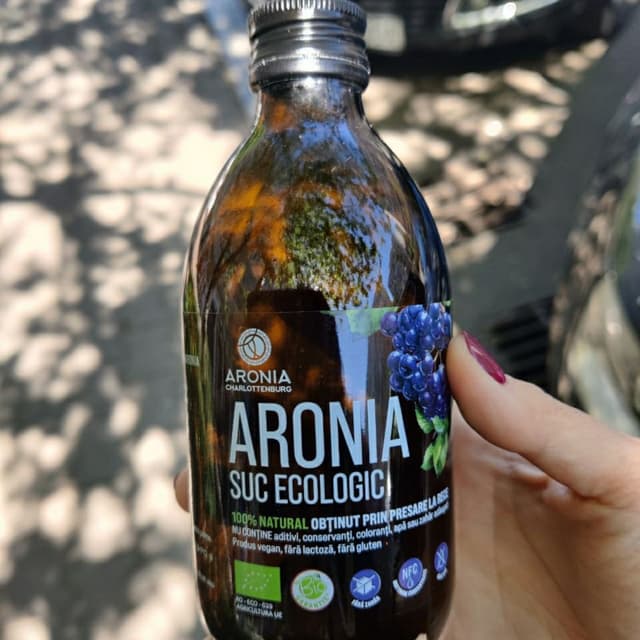 ARONIA
CHARLOTTENBURG
ARONIA
SUC ECOLOGIC
100% NATURAL OBȚINUT PRIN PRESARE LA RECE
NU CONȚINE aditivi, conservanți, coloranți, apă sau zahăr
Produs vegan, fără lactoză, fără gluten
NFC
AGRICULTURA UE